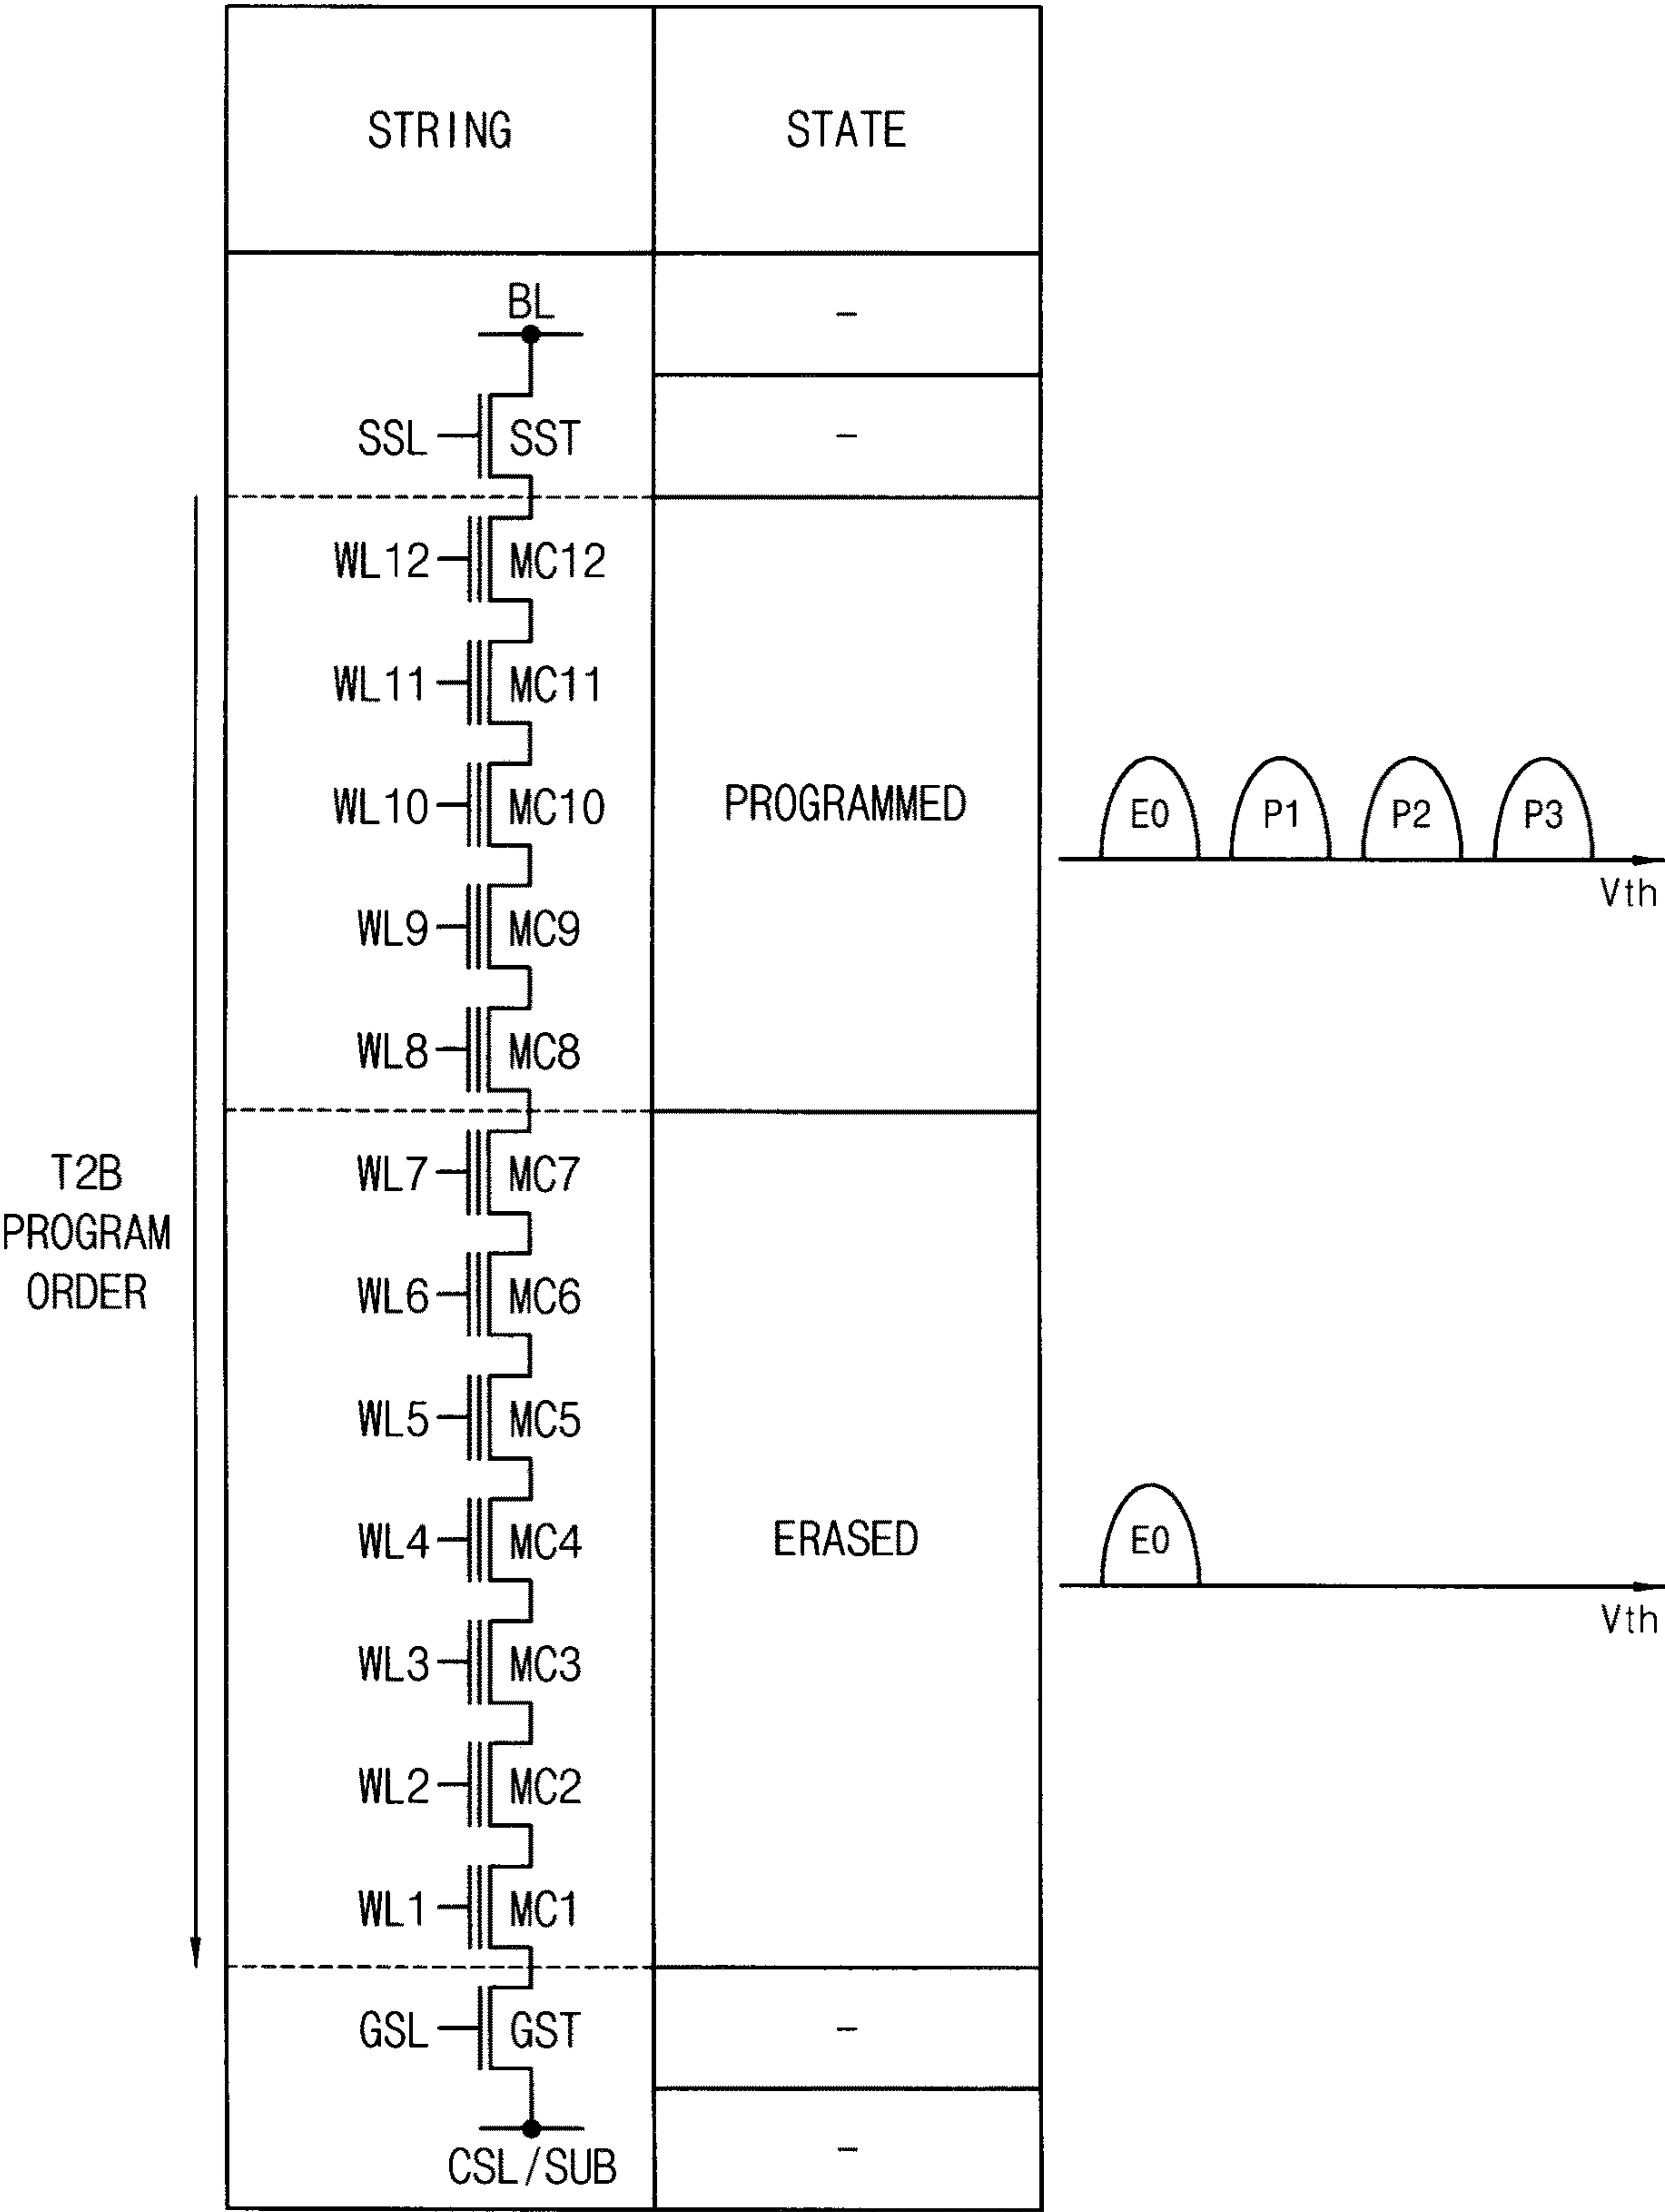 STRING STATE
BL
-
SSL SST
-
WL12 MC12
WL11 MC11
WL10 MC10
PROGRAMMED
E0 P1 P2 P3
Vth
WL9 MC9
WL8 MC8
T2B
PROGRAM
ORDER
WL7 MC7
WL6 MC6
WL5 MC5
WL4 MC4
ERASED
E0
Vth
WL3 MC3
WL2 MC2
WL1 MC1
GSL GST
-
CSL/SUB
-